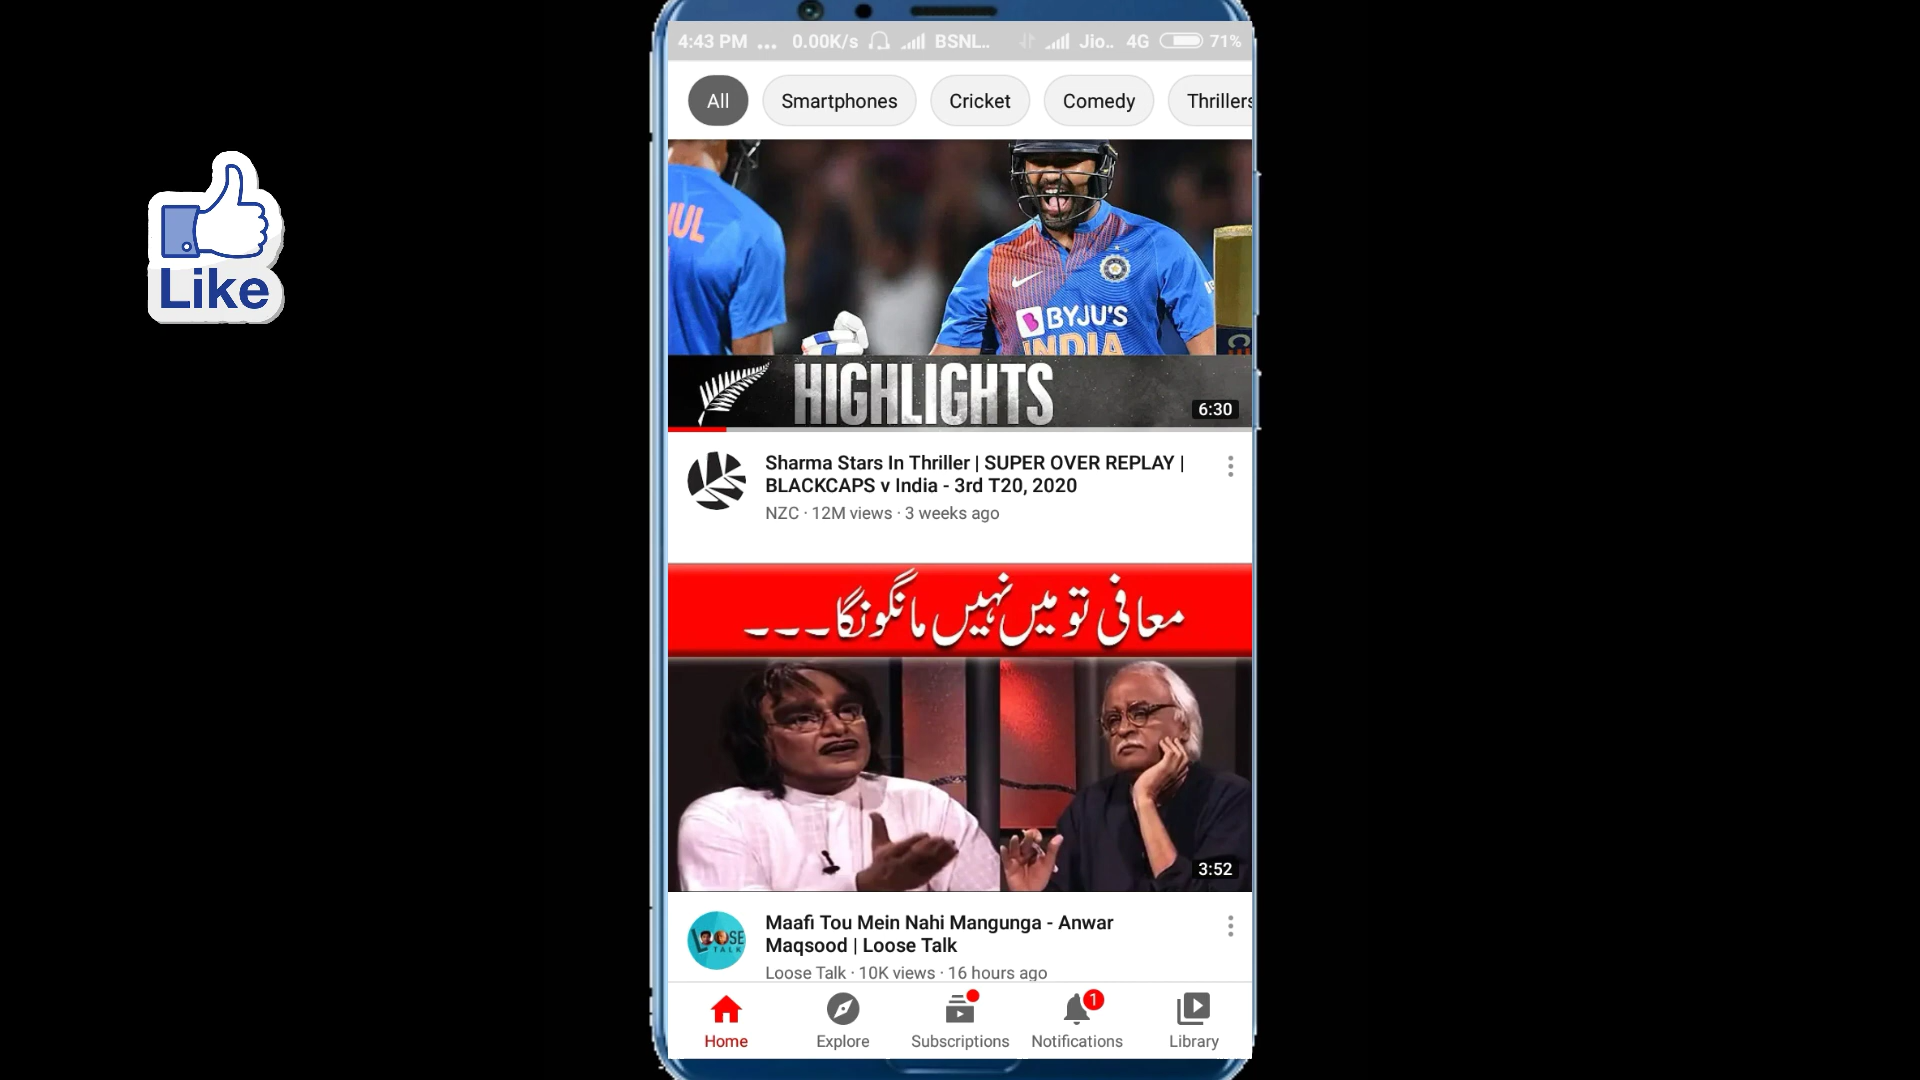 4:43 PM ... 0.00K/s BSNL.. Jio.. 4G 71%
All Smartphones Cricket Comedy Thrillers
Like
UL
BYJU'S
INDIA
HIGHLIGHTS
6:30
Sharma Stars In Thriller | SUPER OVER REPLAY |
BLACKCAPS v India - 3rd T20, 2020
NZC · 12M views · 3 weeks ago
معافی تو میں نہیں مانگونگا۔۔۔
3:52
LOOSE
TALK
Maafi Tou Mein Nahi Mangunga - Anwar
Maqsood | Loose Talk
Loose Talk · 10K views · 16 hours ago
1
Home Explore Subscriptions Notifications Library